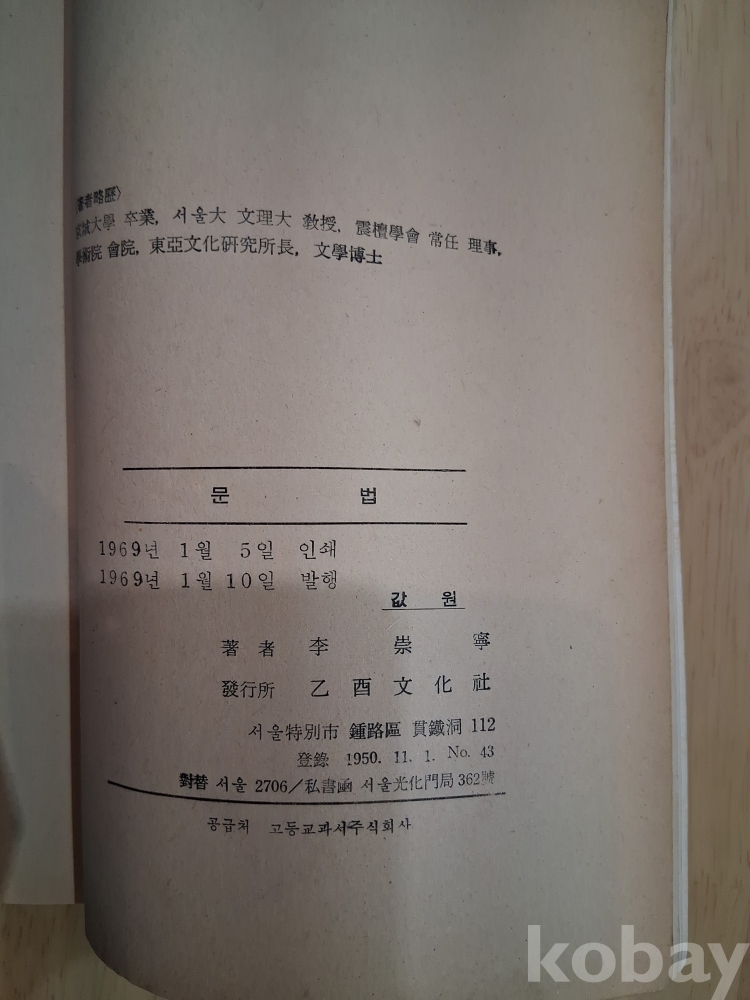 著者略歷〉
城大學 卒業, 서울大 文理大 敎授, 震檀學會 常任 理事,
學術院 會院, 東亞文化硏究所長, 文學博士
문 법
1969년 1월 5일 인쇄
1969년 1월 10일 발행
값 원
著者 李崇寧
發行所 乙酉文化社
서울特別市 鍾路區 貫鐵洞 112
登錄 1950. 11. 1. No. 43
對替 서울 2706/私書函 서울光化門局 362號
공급처 고등교과서주식회사
kobay